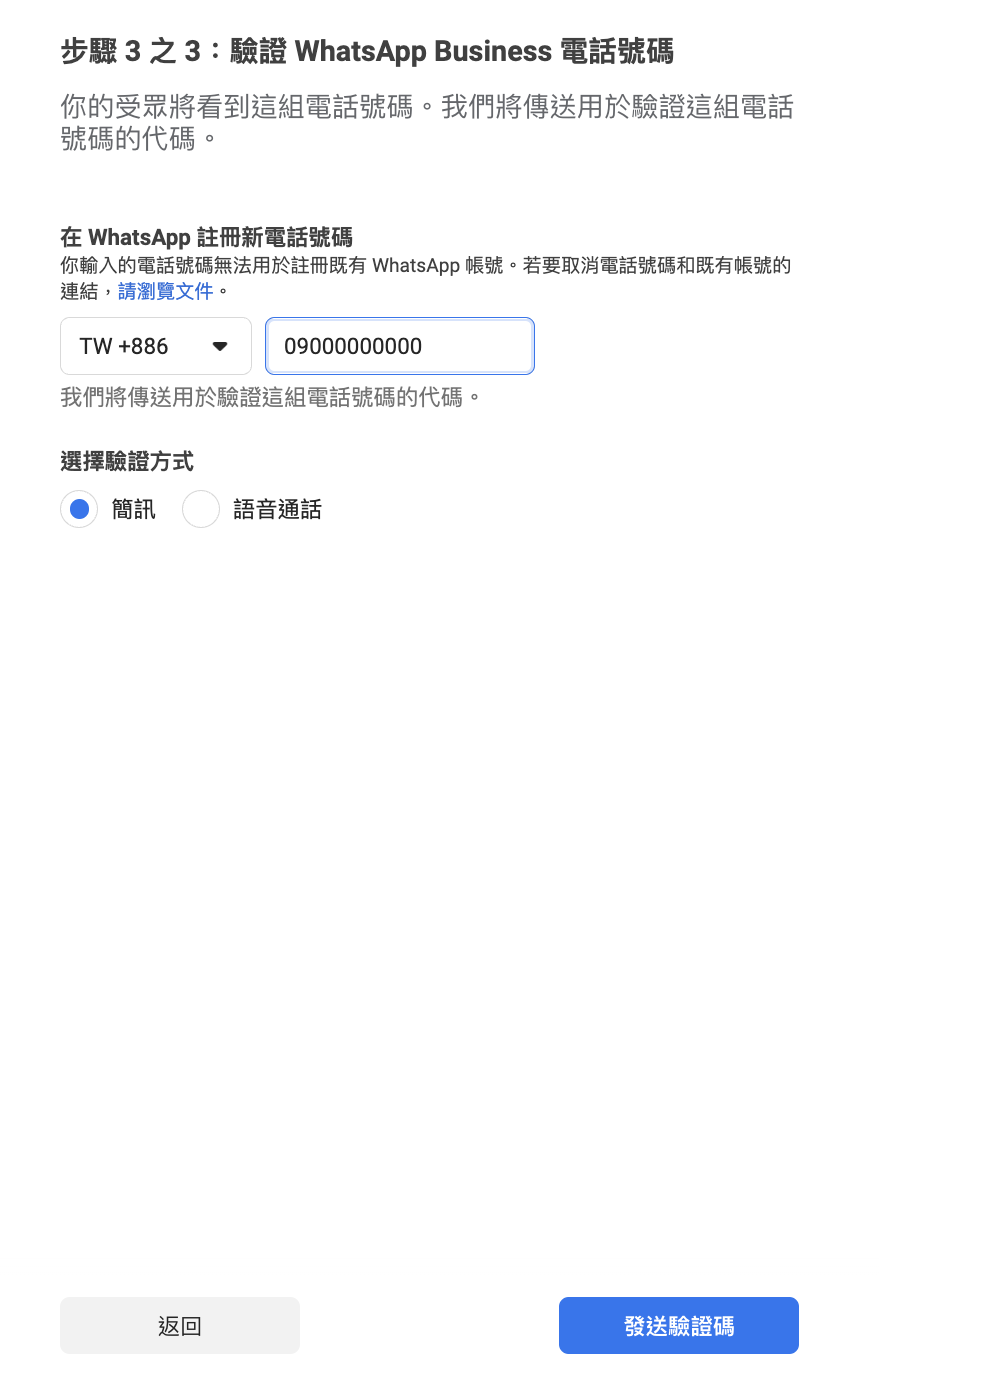 步驟 3 之 3：驗證 WhatsApp Business 電話號碼
你的受眾將看到這組電話號碼。我們將傳送用於驗證這組電話
號碼的代碼。
在 WhatsApp 註冊新電話號碼
你輸入的電話號碼無法用於註冊既有 WhatsApp 帳號。若要取消電話號碼和既有帳號的
連結，請瀏覽文件。
TW +886 09000000000
我們將傳送用於驗證這組電話號碼的代碼。
選擇驗證方式
簡訊 語音通話
返回 發送驗證碼